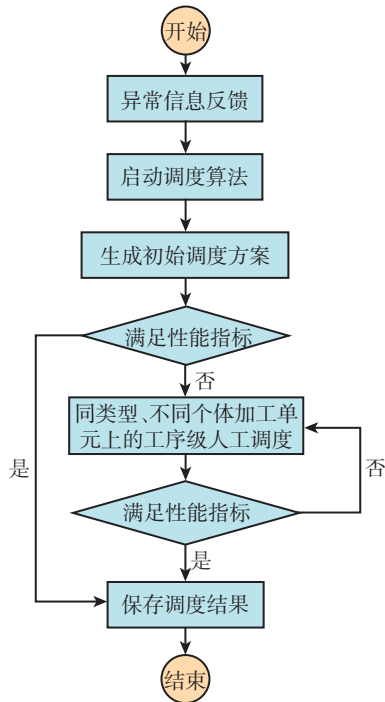 开始
异常信息反馈
启动调度算法
生成初始调度方案
满足性能指标
否
同类型、不同个体加工单
元上的工序级人工调度
是
否
满足性能指标
是
保存调度结果
结束